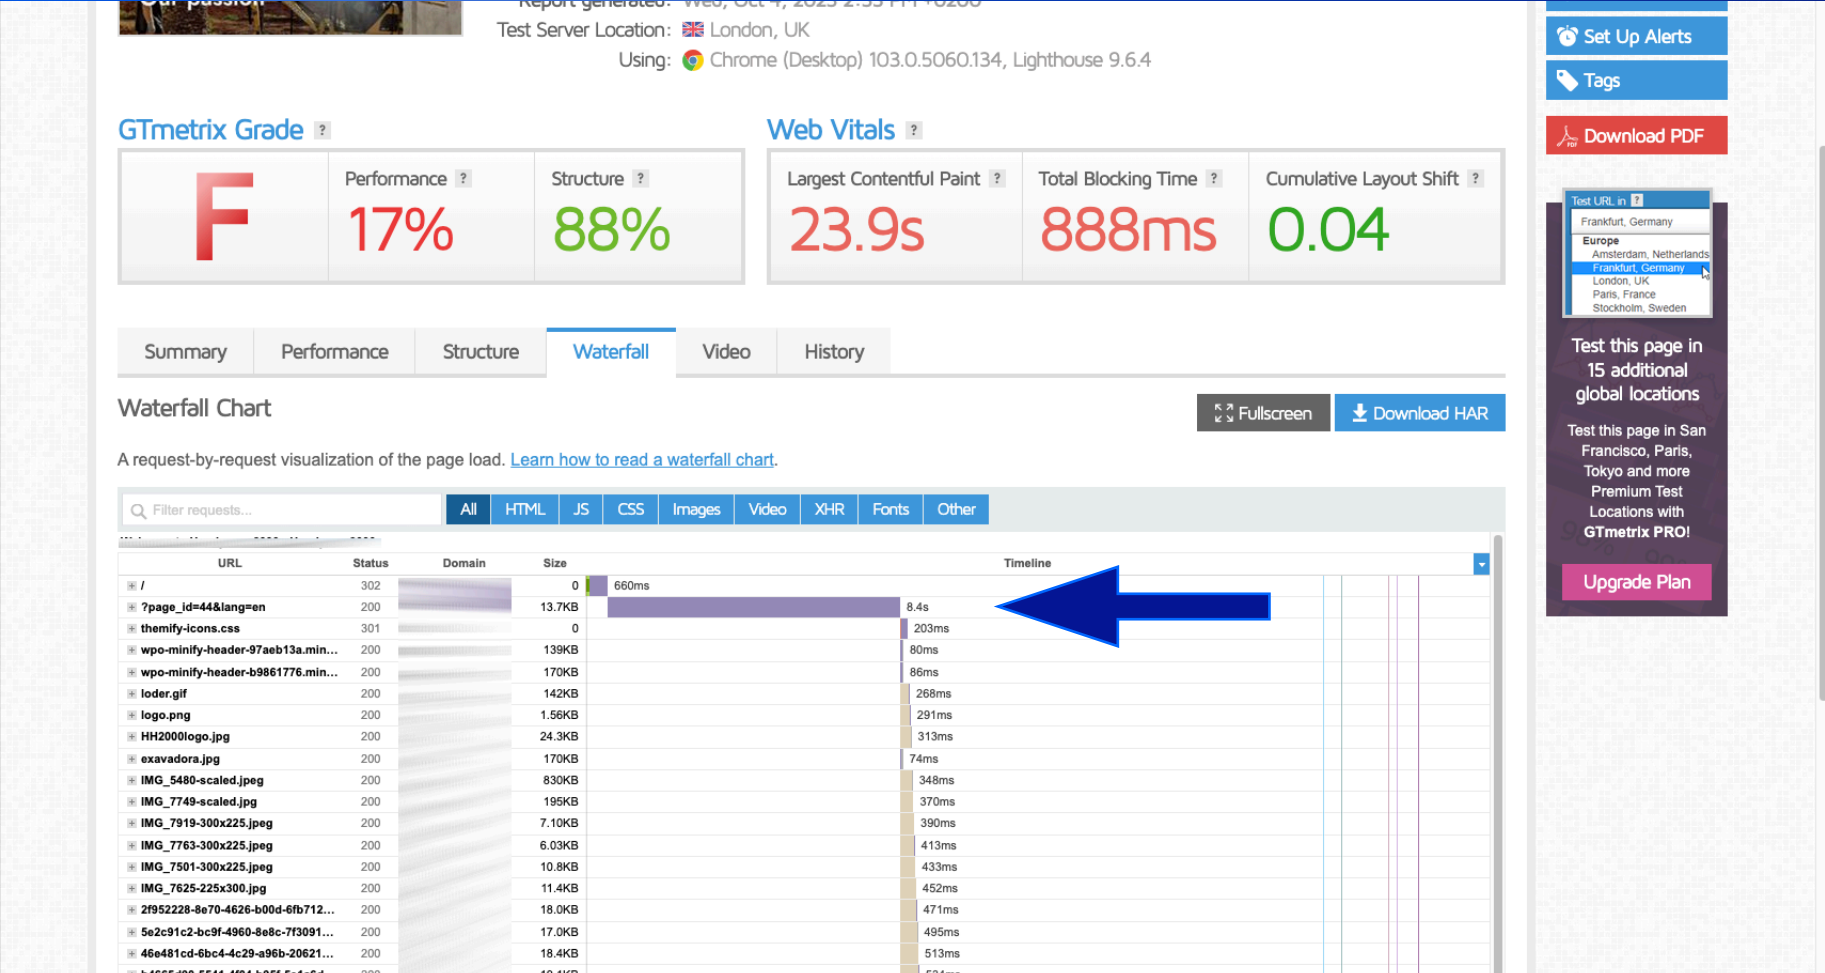 Our passion
Report generated: Wed, Oct 4, 2023 2:53 PM +0200
Test Server Location: London, UK
Using: Chrome (Desktop) 103.0.5060.134, Lighthouse 9.6.4
Set Up Alerts
Tags
Download PDF
GTmetrix Grade ?
Web Vitals ?
F
Performance ?
17%
Structure ?
88%
Largest Contentful Paint ?
23.9s
Total Blocking Time ?
888ms
Cumulative Layout Shift ?
0.04
Test URL in ?
Frankfurt, Germany
Europe
Amsterdam, Netherlands
Frankfurt, Germany
London, UK
Paris, France
Stockholm, Sweden
Test this page in
15 additional
global locations
Test this page in San
Francisco, Paris,
Tokyo and more
Premium Test
Locations with
GTmetrix PRO!
Upgrade Plan
Summary Performance Structure Waterfall Video History
Waterfall Chart
Fullscreen Download HAR
A request-by-request visualization of the page load. Learn how to read a waterfall chart.
Filter requests... All HTML JS CSS Images Video XHR Fonts Other
URL Status Domain Size Timeline
/ 302 0 660ms
?page_id=44&lang=en 200 13.7KB 8.4s
themify-icons.css 301 0 203ms
wpo-minify-header-97aeb13a.min... 200 139KB 80ms
wpo-minify-header-b9861776.min... 200 170KB 86ms
loder.gif 200 142KB 268ms
logo.png 200 1.56KB 291ms
HH2000logo.jpg 200 24.3KB 313ms
exavadora.jpg 200 170KB 74ms
IMG_5480-scaled.jpeg 200 830KB 348ms
IMG_7749-scaled.jpg 200 195KB 370ms
IMG_7919-300x225.jpeg 200 7.10KB 390ms
IMG_7763-300x225.jpeg 200 6.03KB 413ms
IMG_7501-300x225.jpeg 200 10.8KB 433ms
IMG_7625-225x300.jpg 200 11.4KB 452ms
2f952228-8e70-4626-b00d-6fb712... 200 18.0KB 471ms
5e2c91c2-bc9f-4960-8e8c-7f3091... 200 17.0KB 495ms
46e481cd-6bc4-4c29-a96b-20621... 200 18.4KB 513ms